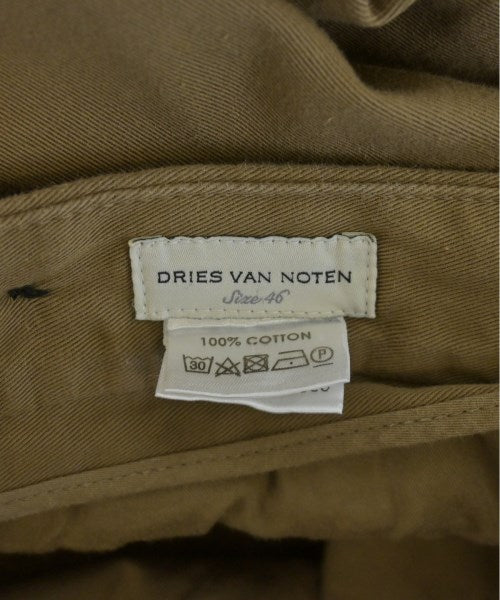 DRIES VAN NOTEN
Size 46
100% COTTON
30 P